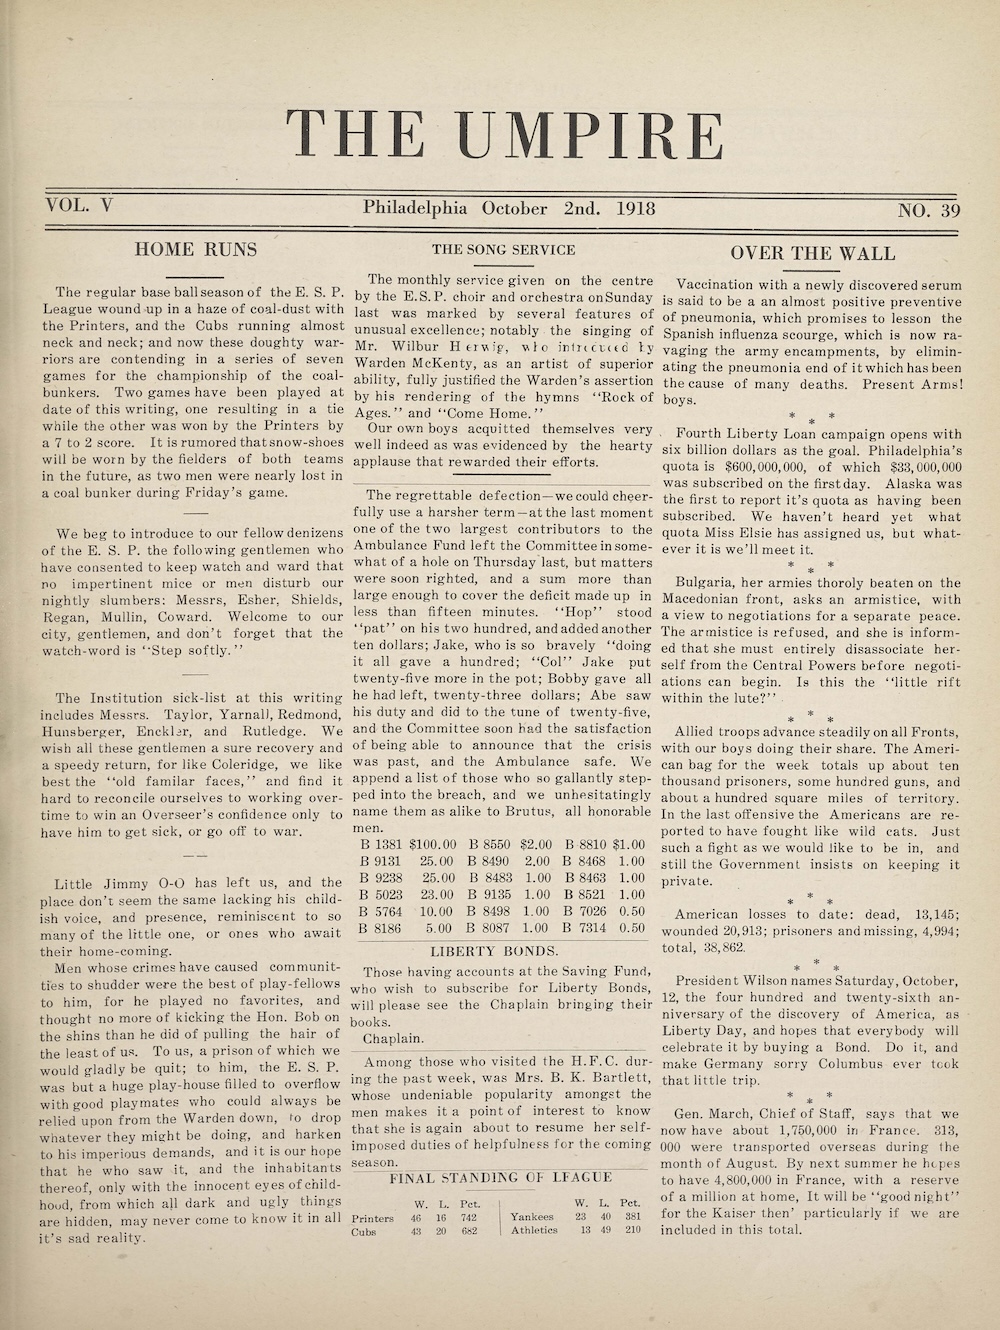 THE UMPIRE
VOL. V
Philadelphia October 2nd. 1918
NO. 39
HOME RUNS
The regular base ball season of the E. S. P.
League wound up in a haze of coal-dust with
the Printers, and the Cubs running almost
neck and neck; and now these doughty war-
riors are contending in a series of seven
games for the championship of the coal-
bunkers. Two games have been played at
date of this writing, one resulting in a tie
while the other was won by the Printers by
a 7 to 2 score. It is rumored that snow-shoes
will be worn by the fielders of both teams
in the future, as two men were nearly lost in
a coal bunker during Friday's game.
We beg to introduce to our fellow denizens
of the E. S. P. the following gentlemen who
have consented to keep watch and ward that
no impertinent mice or men disturb our
nightly slumbers: Messrs, Esher, Shields,
Regan, Mullin, Coward. Welcome to our
city, gentlemen, and don't forget that the
watch-word is "Step softly."
The Institution sick-list at this writing
includes Messrs. Taylor, Yarnall, Redmond,
Hunsberger, Enckler, and Rutledge. We
wish all these gentlemen a sure recovery and
a speedy return, for like Coleridge, we like
best the "old familar faces," and find it
hard to reconcile ourselves to working over-
time to win an Overseer's confidence only to
have him to get sick, or go off to war.
Little Jimmy O-O has left us, and the
place don't seem the same lacking his child-
ish voice, and presence, reminiscent to so
many of the little one, or ones who await
their home-coming.
Men whose crimes have caused communit-
ties to shudder were the best of play-fellows
to him, for he played no favorites, and
thought no more of kicking the Hon. Bob on
the shins than he did of pulling the hair of
the least of us. To us, a prison of which we
would gladly be quit; to him, the E. S. P.
was but a huge play-house filled to overflow
with good playmates who could always be
relied upon from the Warden down, to drop
whatever they might be doing, and harken
to his imperious demands, and it is our hope
that he who saw it, and the inhabitants
thereof, only with the innocent eyes of child-
hood, from which all dark and ugly things
are hidden, may never come to know it in all
it's sad reality.
THE SONG SERVICE
The monthly service given on the centre
by the E. S. P. choir and orchestra on Sunday
last was marked by several features of
unusual excellence; notably the singing of
Mr. Wilbur Herwig, who introduced by
Warden McKenty, as an artist of superior
ability, fully justified the Warden's assertion
by his rendering of the hymns "Rock of
Ages." and "Come Home."
Our own boys acquitted themselves very
well indeed as was evidenced by the hearty
applause that rewarded their efforts.
The regrettable defection—we could cheer-
fully use a harsher term—at the last moment
one of the two largest contributors to the
Ambulance Fund left the Committee in some-
what of a hole on Thursday last, but matters
were soon righted, and a sum more than
large enough to cover the deficit made up in
less than fifteen minutes. "Hop" stood
"pat" on his two hundred, and added another
ten dollars; Jake, who is so bravely "doing
it all gave a hundred; "Col" Jake put
twenty-five more in the pot; Bobby gave all
he had left, twenty-three dollars; Abe saw
his duty and did to the tune of twenty-five,
and the Committee soon had the satisfaction
of being able to announce that the crisis
was past, and the Ambulance safe. We
append a list of those who so gallantly step-
ped into the breach, and we unhesitatingly
name them as alike to Brutus, all honorable
men.
B 1381 $100.00 B 8550 $2.00 B 8810 $1.00
B 9131 25.00 B 8490 2.00 B 8468 1.00
B 9238 25.00 B 8483 1.00 B 8463 1.00
B 5023 23.00 B 9135 1.00 B 8521 1.00
B 5764 10.00 B 8498 1.00 B 7026 0.50
B 8186 5.00 B 8087 1.00 B 7314 0.50
LIBERTY BONDS.
Those having accounts at the Saving Fund,
who wish to subscribe for Liberty Bonds,
will please see the Chaplain bringing their
books.
Chaplain.
Among those who visited the H. F. C. dur-
ing the past week, was Mrs. B. K. Bartlett,
whose undeniable popularity amongst the
men makes it a point of interest to know
that she is again about to resume her self-
imposed duties of helpfulness for the coming
season.
FINAL STANDING OF LEAGUE
W. L. Pct. W. L. Pct.
Printers 46 16 742 Yankees 23 40 381
Cubs 43 20 682 Athletics 13 49 210
OVER THE WALL
Vaccination with a newly discovered serum
is said to be a an almost positive preventive
of pneumonia, which promises to lesson the
Spanish influenza scourge, which is now ra-
vaging the army encampments, by elimin-
ating the pneumonia end of it which has been
the cause of many deaths. Present Arms!
boys.
* * *
Fourth Liberty Loan campaign opens with
six billion dollars as the goal. Philadelphia's
quota is $600,000,000, of which $33,000,000
was subscribed on the first day. Alaska was
the first to report it's quota as having been
subscribed. We haven't heard yet what
quota Miss Elsie has assigned us, but what-
ever it is we'll meet it.
* * *
Bulgaria, her armies thoroly beaten on the
Macedonian front, asks an armistice, with
a view to negotiations for a separate peace.
The armistice is refused, and she is inform-
ed that she must entirely disassociate her-
self from the Central Powers before negoti-
ations can begin. Is this the "little rift
within the lute?"
* * *
Allied troops advance steadily on all Fronts,
with our boys doing their share. The Ameri-
can bag for the week totals up about ten
thousand prisoners, some hundred guns, and
about a hundred square miles of territory.
In the last offensive the Americans are re-
ported to have fought like wild cats. Just
such a fight as we would like to be in, and
still the Government insists on keeping it
private.
* * *
American losses to date: dead, 13,145;
wounded 20,913; prisoners and missing, 4,994;
total, 38,862.
* * *
President Wilson names Saturday, October,
12, the four hundred and twenty-sixth an-
niversary of the discovery of America, as
Liberty Day, and hopes that everybody will
celebrate it by buying a Bond. Do it, and
make Germany sorry Columbus ever took
that little trip.
* * *
Gen. March, Chief of Staff, says that we
now have about 1,750,000 in France. 313,
000 were transported overseas during the
month of August. By next summer he hopes
to have 4,800,000 in France, with a reserve
of a million at home, It will be "good night"
for the Kaiser then' particularly if we are
included in this total.